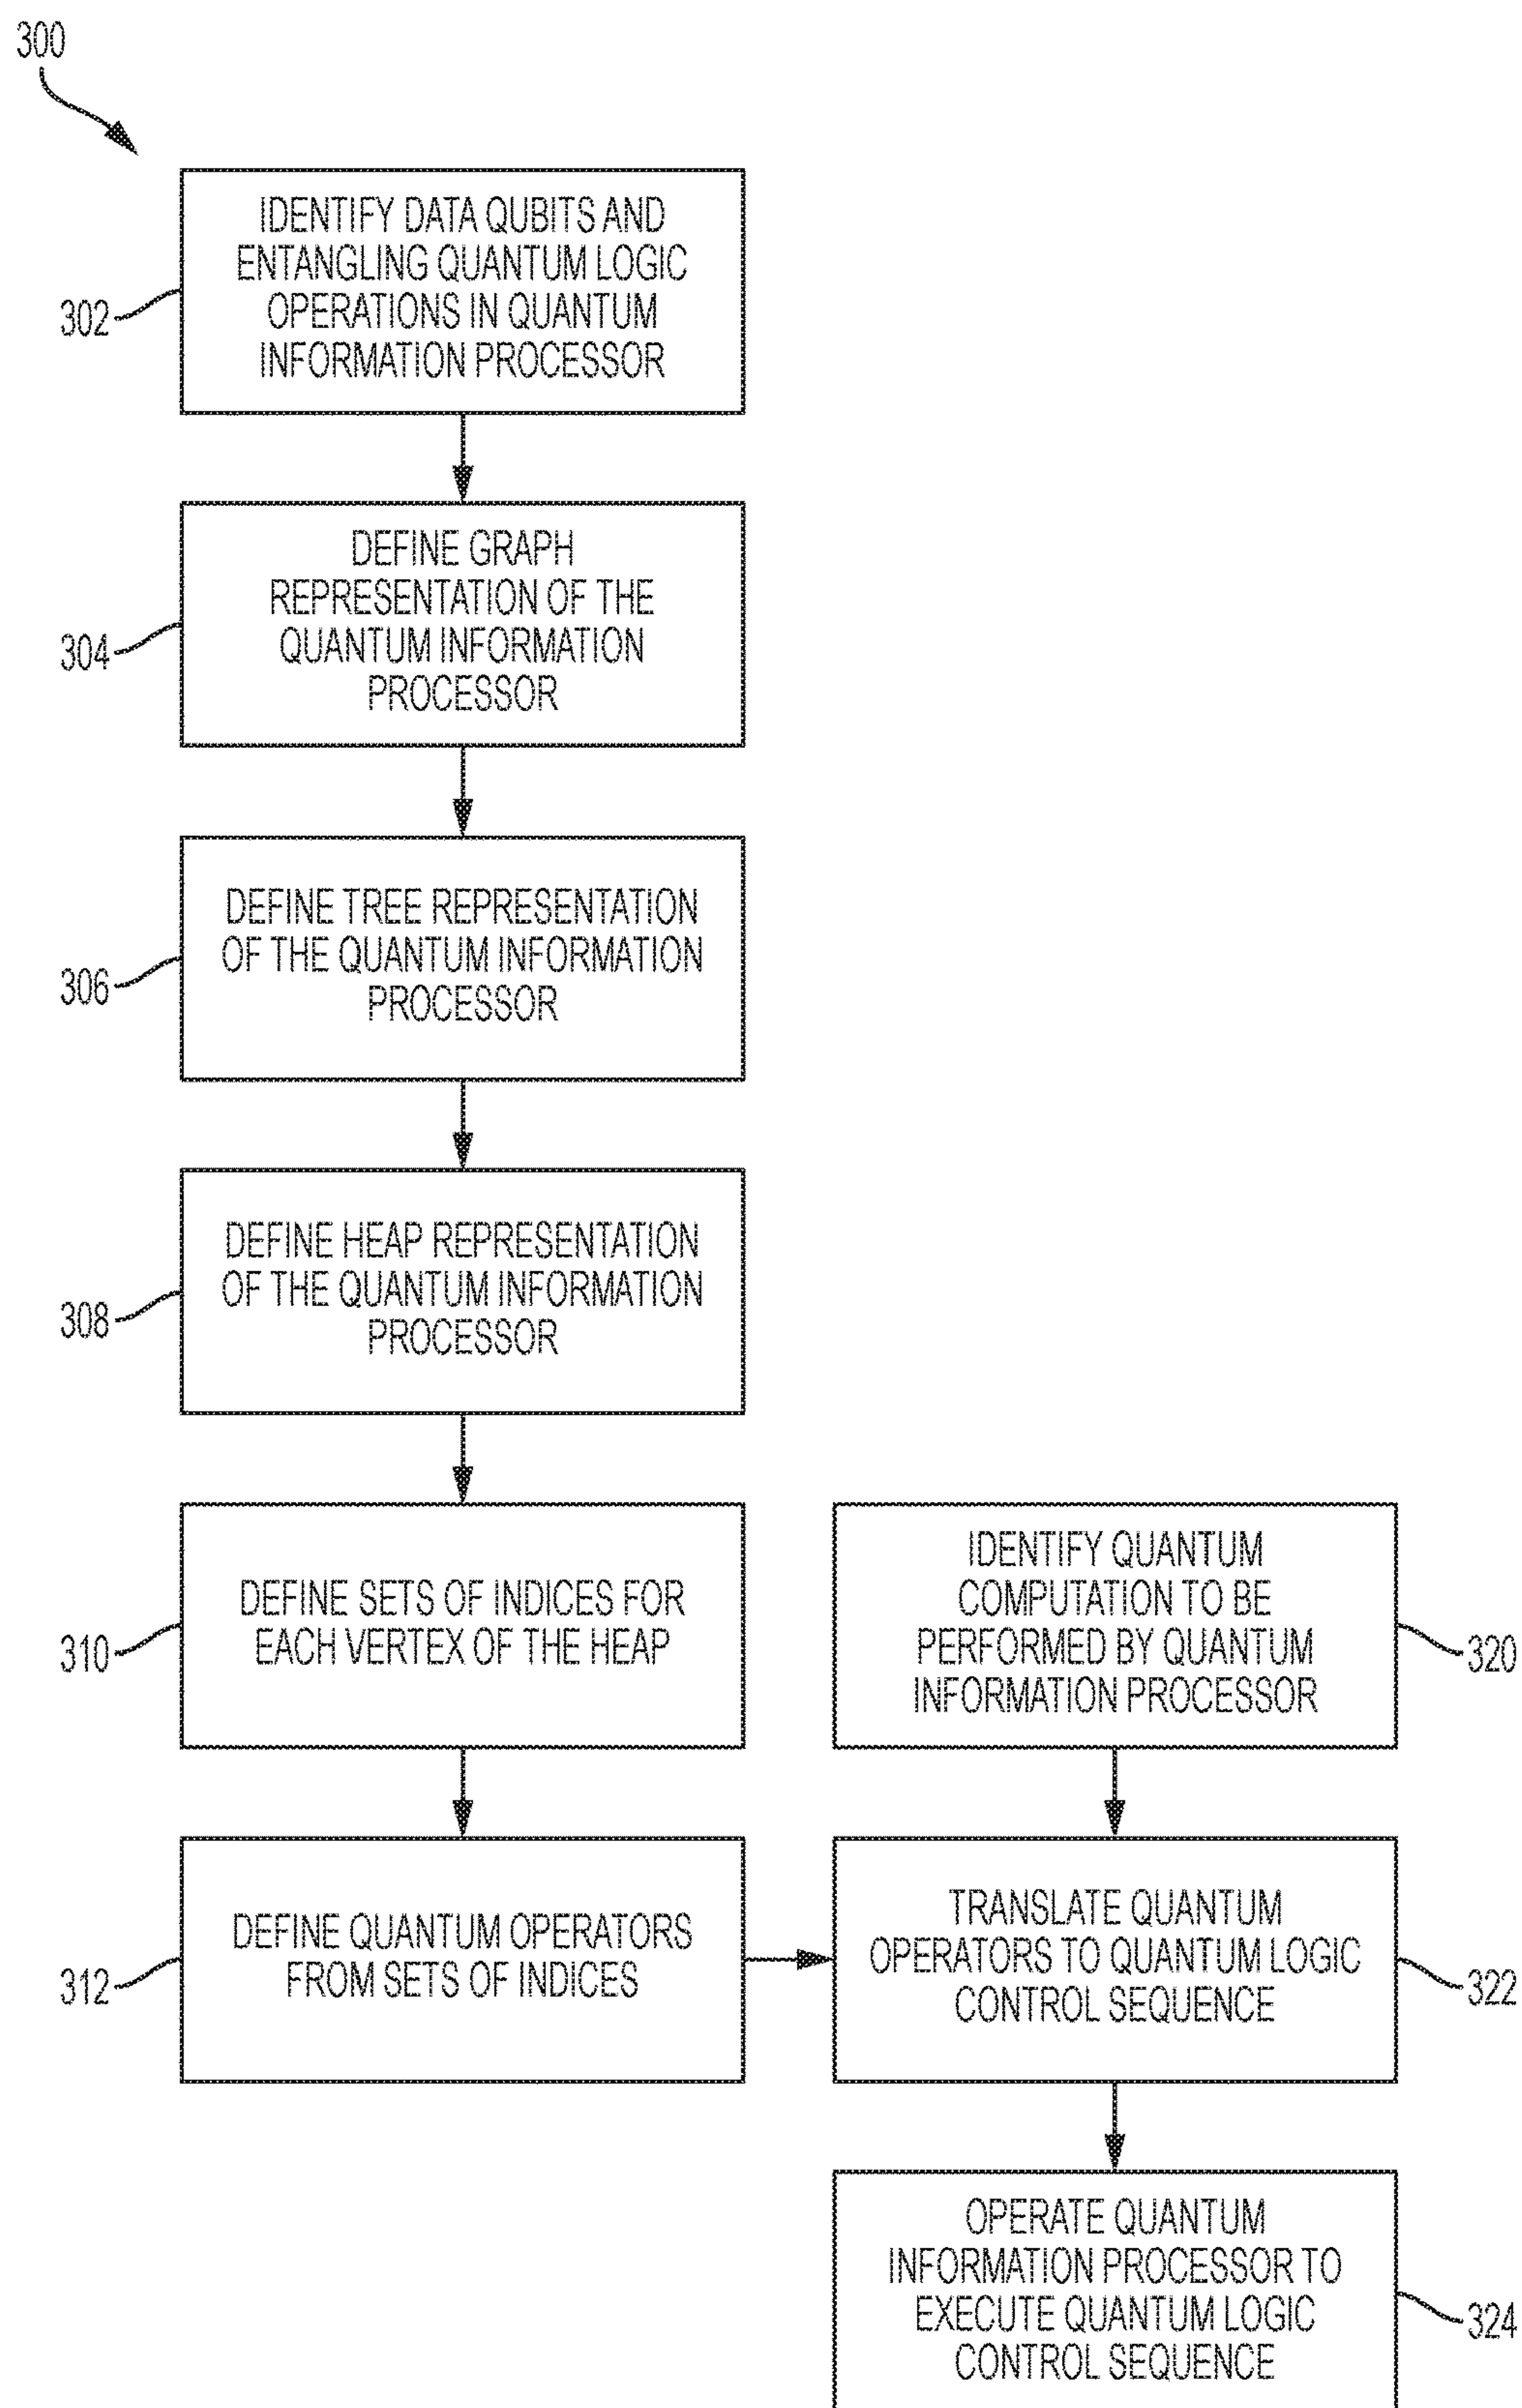 300
IDENTIFY DATA QUBITS AND
ENTANGLING QUANTUM LOGIC
OPERATIONS IN QUANTUM
INFORMATION PROCESSOR
302
DEFINE GRAPH
REPRESENTATION OF THE
QUANTUM INFORMATION
PROCESSOR
304
DEFINE TREE REPRESENTATION
OF THE QUANTUM INFORMATION
PROCESSOR
306
DEFINE HEAP REPRESENTATION
OF THE QUANTUM INFORMATION
PROCESSOR
308
DEFINE SETS OF INDICES FOR
EACH VERTEX OF THE HEAP
310
IDENTIFY QUANTUM
COMPUTATION TO BE
PERFORMED BY QUANTUM
INFORMATION PROCESSOR
320
DEFINE QUANTUM OPERATORS
FROM SETS OF INDICES
312
TRANSLATE QUANTUM
OPERATORS TO QUANTUM LOGIC
CONTROL SEQUENCE
322
OPERATE QUANTUM
INFORMATION PROCESSOR TO
EXECUTE QUANTUM LOGIC
CONTROL SEQUENCE
324